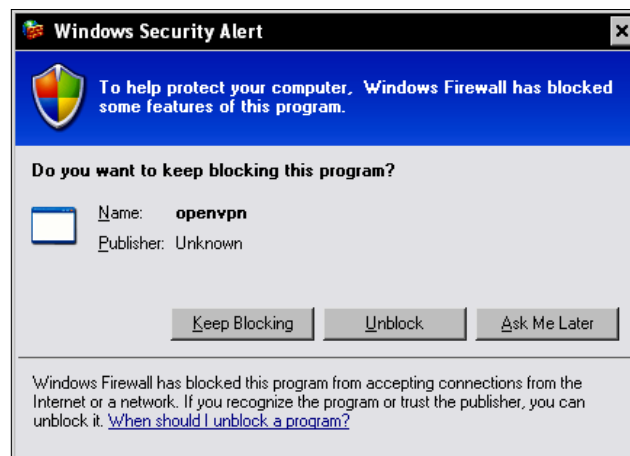 Windows Security Alert
To help protect your computer, Windows Firewall has blocked
some features of this program.
Do you want to keep blocking this program?
Name: openvpn
Publisher: Unknown
Keep Blocking Unblock Ask Me Later
Windows Firewall has blocked this program from accepting connections from the
Internet or a network. If you recognize the program or trust the publisher, you can
unblock it. When should I unblock a program?